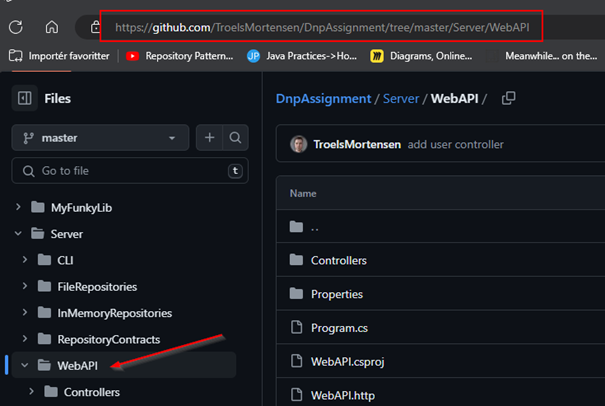 https://github.com/TroelsMortensen/DnpAssignment/tree/master/Server/WebAPI
Importér favoritter
Repository Pattern...
JP Java Practices->Ho...
Diagrams, Online...
Meanwhile... on the...
Files
master
Go to file
t
MyFunkyLib
Server
CLI
FileRepositories
InMemoryRepositories
RepositoryContracts
WebAPI
Controllers
DnpAssignment / Server / WebAPI /
TroelsMortensen add user controller
Name
..
Controllers
Properties
Program.cs
WebAPI.csproj
WebAPI.http